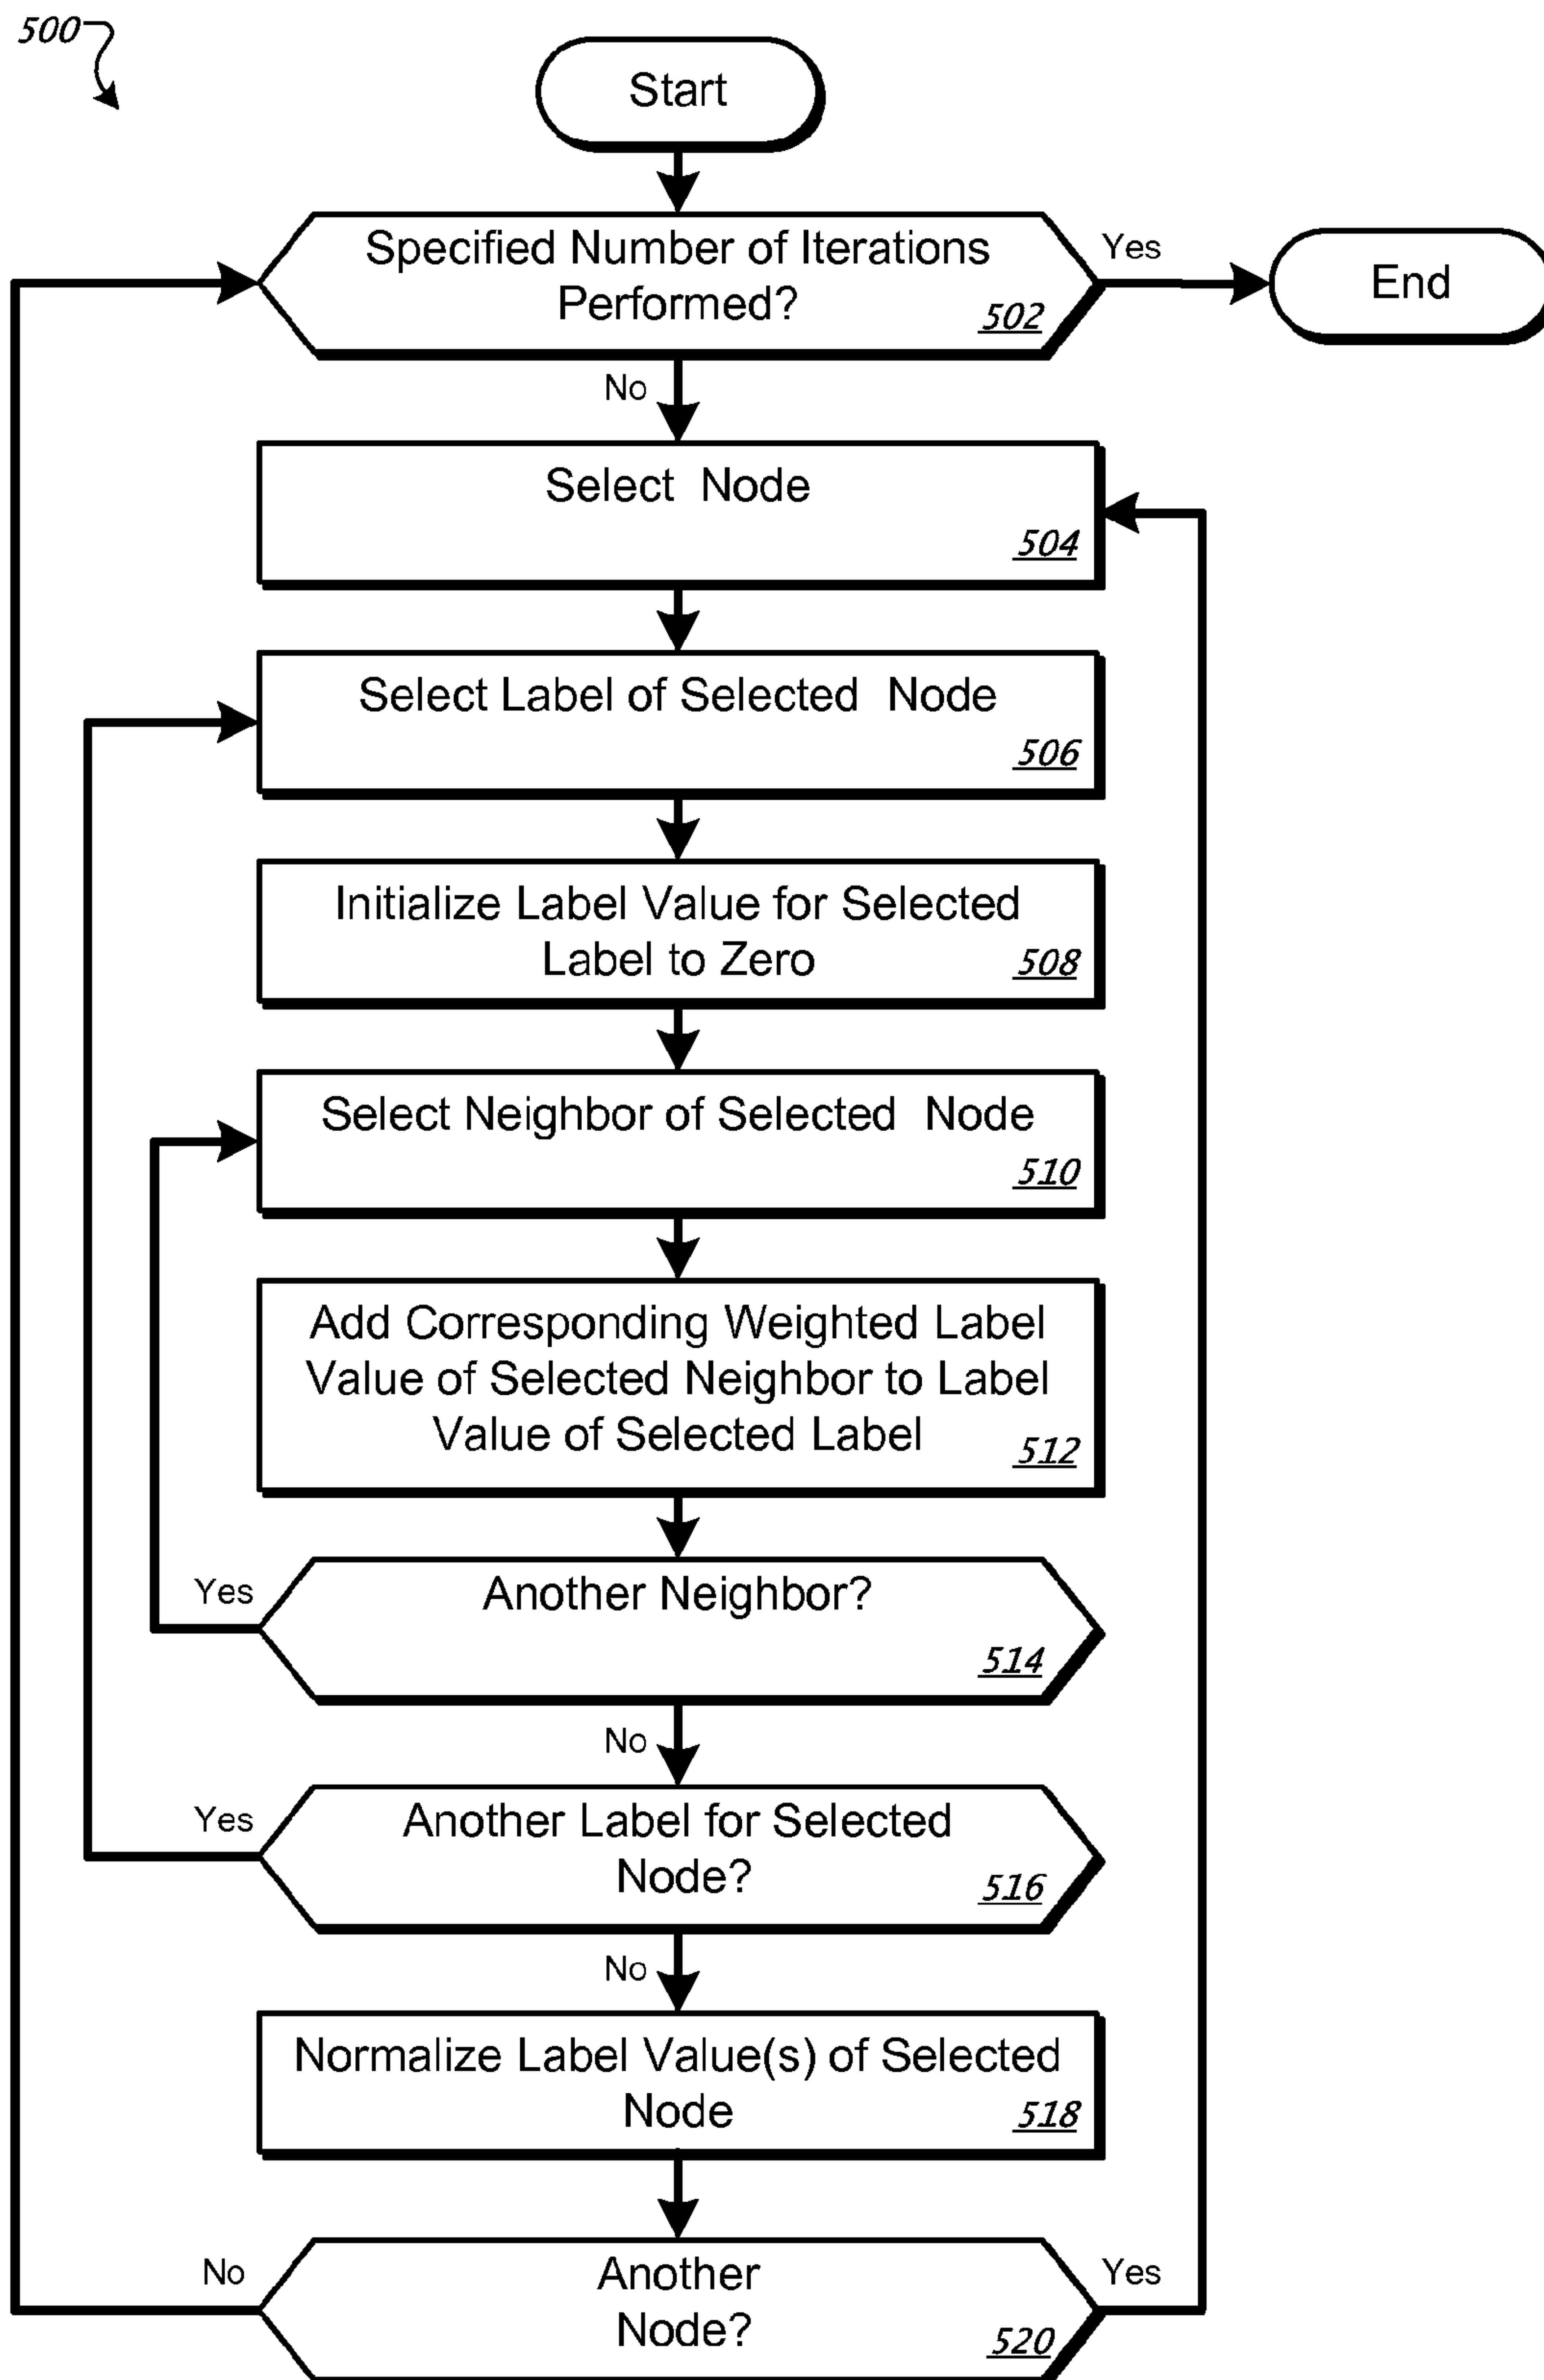 500
Start
Specified Number of Iterations
Performed?
502
Yes
End
No
Select Node
504
Select Label of Selected Node
506
Initialize Label Value for Selected
Label to Zero
508
Select Neighbor of Selected Node
510
Add Corresponding Weighted Label
Value of Selected Neighbor to Label
Value of Selected Label
512
Yes
Another Neighbor?
514
No
Yes
Another Label for Selected
Node?
516
No
Normalize Label Value(s) of Selected
Node
518
No
Another
Node?
520
Yes